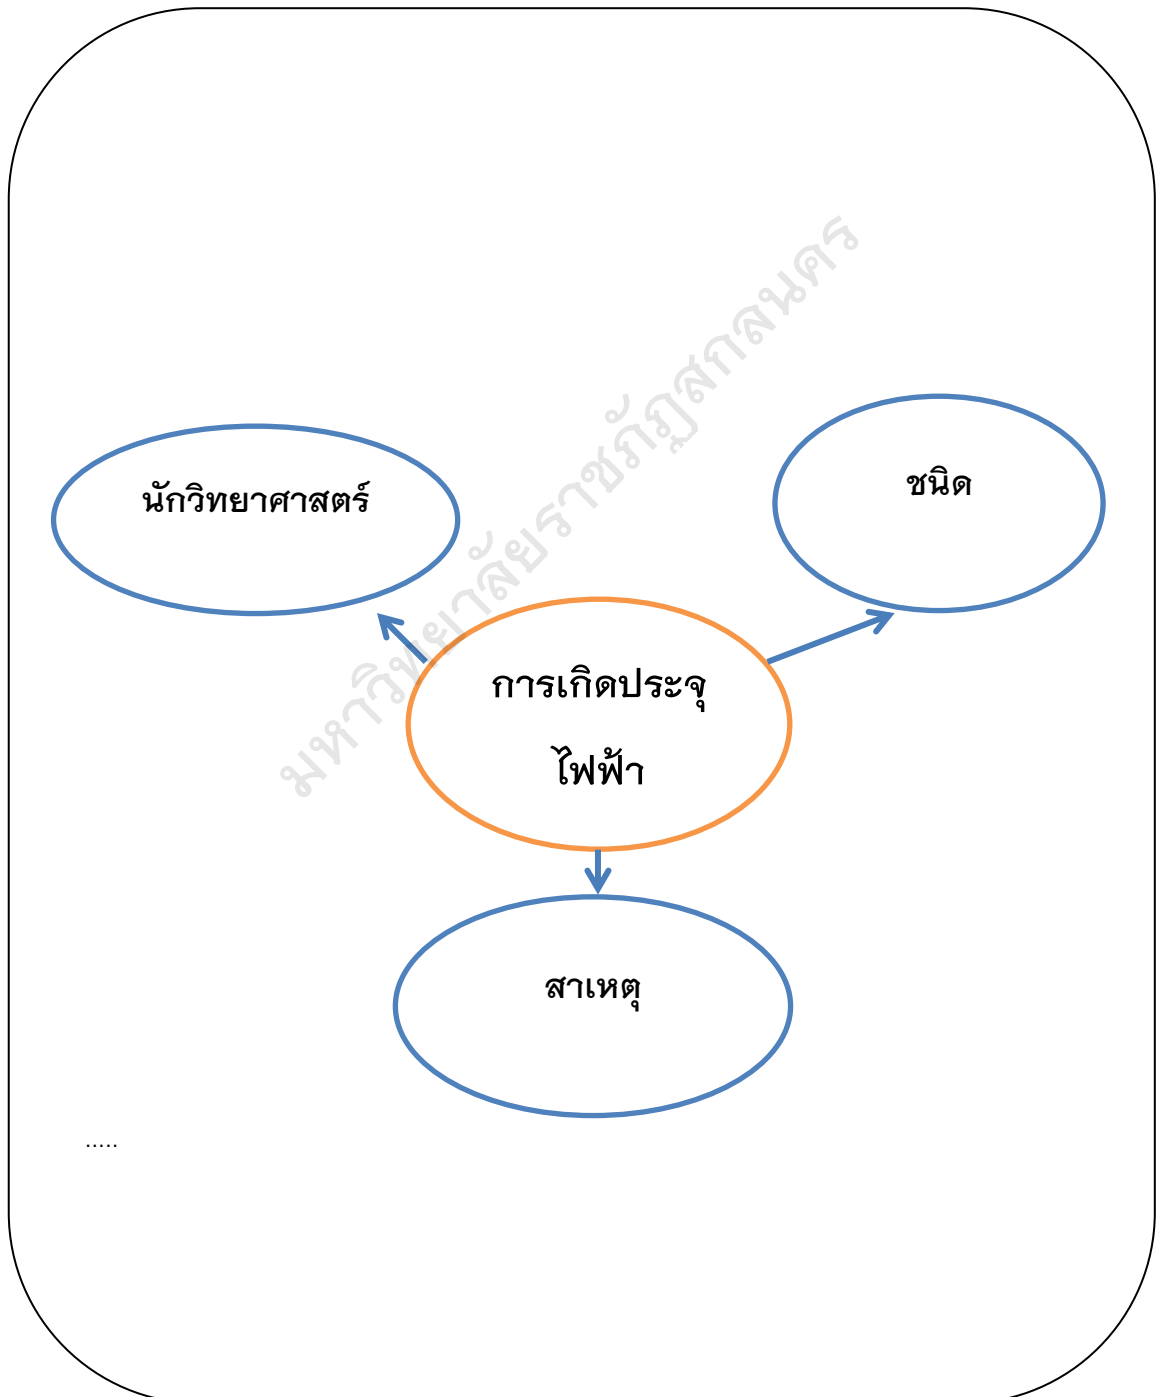 มหาวิทยาลัยราชภัฏสกลนคร
ชนิด
นักวิทยาศาสตร์
การเกิดประจุ
ไฟฟ้า
สาเหตุ
.....